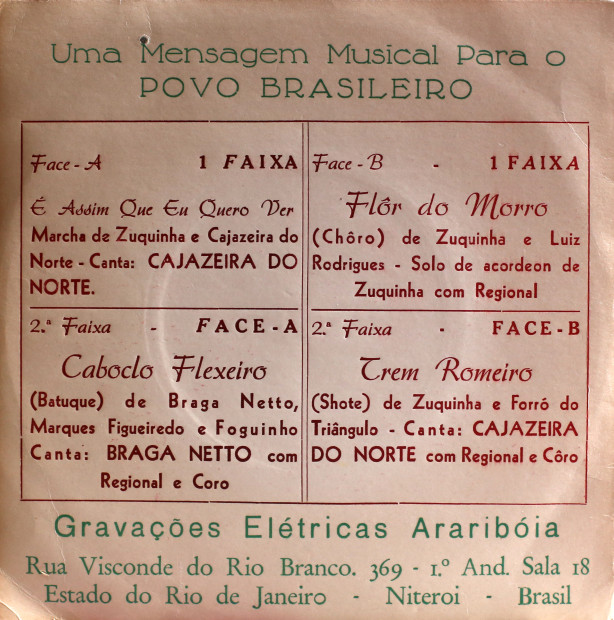 Uma Mensagem Musical Para o
POVO BRASILEIRO
Face - A 1 FAIXA
É Assim Que Eu Quero Ver
Marcha de Zuquinha e Cajazeira do
Norte - Canta: CAJAZEIRA DO
NORTE.
Face - B - 1 FAIXA
Flôr do Morro
(Chôro) de Zuquinha e Luiz
Rodrigues - Solo de acordeon de
Zuquinha com Regional
2.ª Faixa - FACE - A
Caboclo Flexeiro
(Batuque) de Braga Netto,
Marques Figueiredo e Foguinho
Canta: BRAGA NETTO com
Regional e Coro
2.ª Faixa - FACE - B
Trem Romeiro
(Shote) de Zuquinha e Forró do
Triângulo - Canta: CAJAZEIRA
DO NORTE com Regional e Côro
Gravações Elétricas Araribóia
Rua Visconde do Rio Branco. 369 - 1.º And. Sala 18
Estado do Rio de Janeiro - Niteroi - Brasil